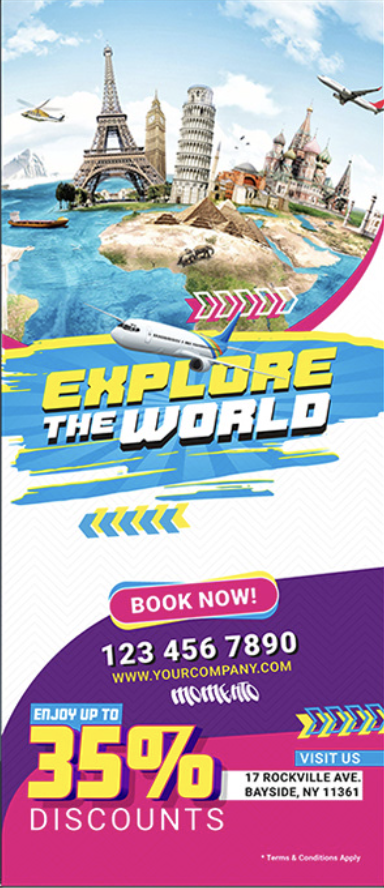 EXPLORE
THE WORLD
BOOK NOW!
123 456 7890
WWW.YOURCOMPANY.COM
momento
ENJOY UP TO
35%
DISCOUNTS
VISIT US
17 ROCKVILLE AVE.
BAYSIDE, NY 11361
* Terms & Conditions Apply